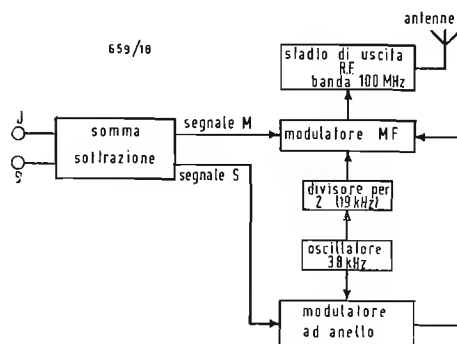 antenne
659/18
stadio di uscita
R.F.
banda 100 MHz
J
somma
sottrazione
S
segnale M
modulatore MF
segnale S
divisore per
2 (19 kHz)
oscillatore
38 kHz
modulatore
ad anello